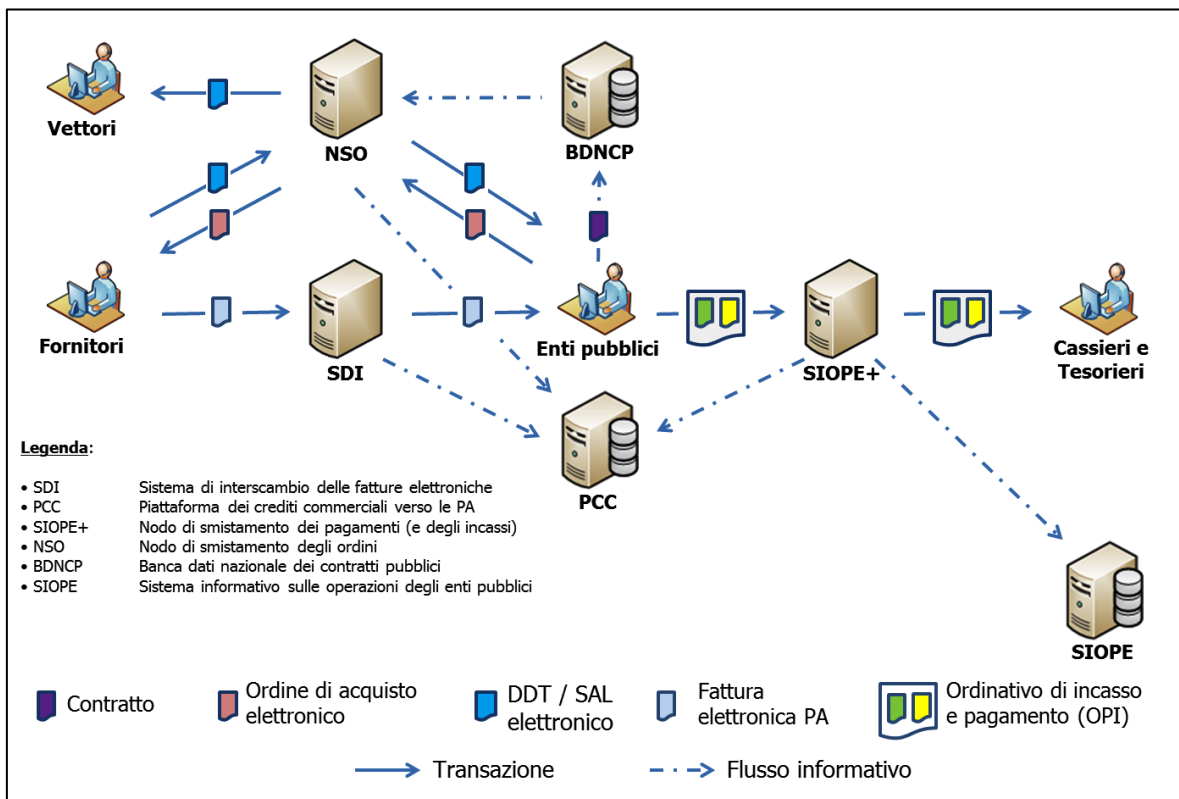 Vettori
NSO
BDNCP
Fornitori
SDI
Enti pubblici
SIOPE+
Cassieri e
Tesorieri
PCC
Legenda:
• SDI Sistema di interscambio delle fatture elettroniche
• PCC Piattaforma dei crediti commerciali verso le PA
• SIOPE+ Nodo di smistamento dei pagamenti (e degli incassi)
• NSO Nodo di smistamento degli ordini
• BDNCP Banca dati nazionale dei contratti pubblici
• SIOPE Sistema informativo sulle operazioni degli enti pubblici
SIOPE
Contratto
Ordine di acquisto
elettronico
DDT / SAL
elettronico
Fattura
elettronica PA
Ordinativo di incasso
e pagamento (OPI)
Transazione
Flusso informativo